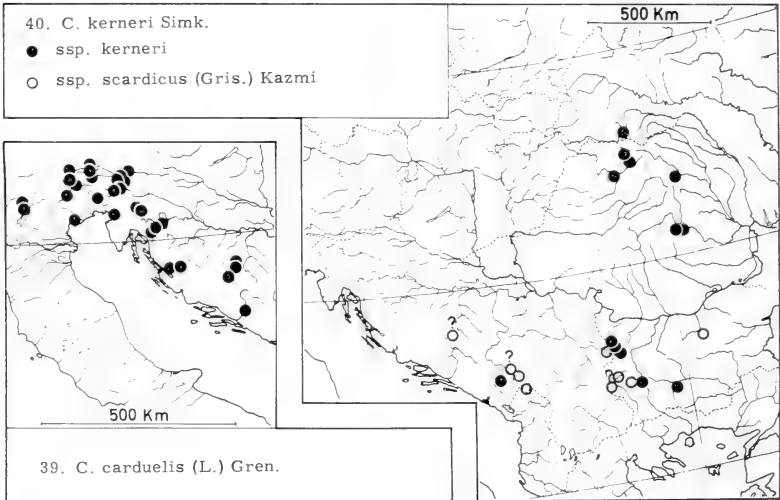 40. C. kerneri Simk.
● ssp. kerneri
○ ssp. scardicus (Gris.) Kazmi
500 Km
?
?
?
500 Km
39. C. carduelis (L.) Gren.